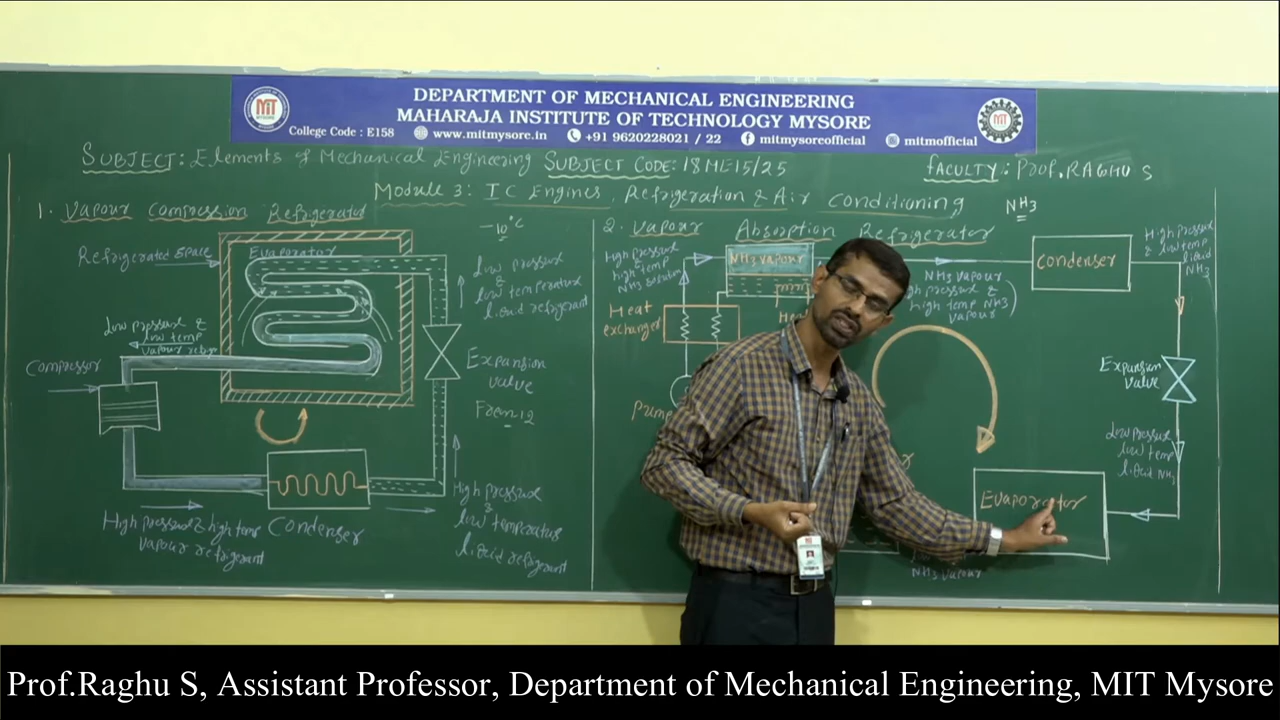 DEPARTMENT OF MECHANICAL ENGINEERING
MAHARAJA INSTITUTE OF TECHNOLOGY MYSORE
College Code : E158 www.mitmysore.in +91 9620228021 / 22 mitmysoreofficial mitmofficial
MIT
MYSORE
SUBJECT: Elements of Mechanical Engineering SUBJECT CODE: 18ME15/25
FACULTY: Prof. RAGHU S
Module 3: IC Engines, Refrigeration & Air Conditioning
1. Vapour Compression Refrigerator
Refrigerated space
Evaporator
-10°C
Low pressure
&
low temperature
liquid refrigerant
Low pressure &
low temp
vapour
Compressor
Expansion
valve
Freon 12
High pressure & high temp
vapour refrigerant
Condenser
High pressure
&
low temperature
liquid refrigerant
2. Vapour Absorption Refrigerator
NH3
High pressure
high temp
NH3 solution
NH3 vapour
Heat
exchanger
Pump
NH3 vapour
high temp NH3
vapour
Condenser
High pressure
& low temp
liquid
NH3
Expansion
valve
Low pressure
low temp
liquid NH3
Evaporator
NH3 vapour
Prof.Raghu S, Assistant Professor, Department of Mechanical Engineering, MIT Mysore